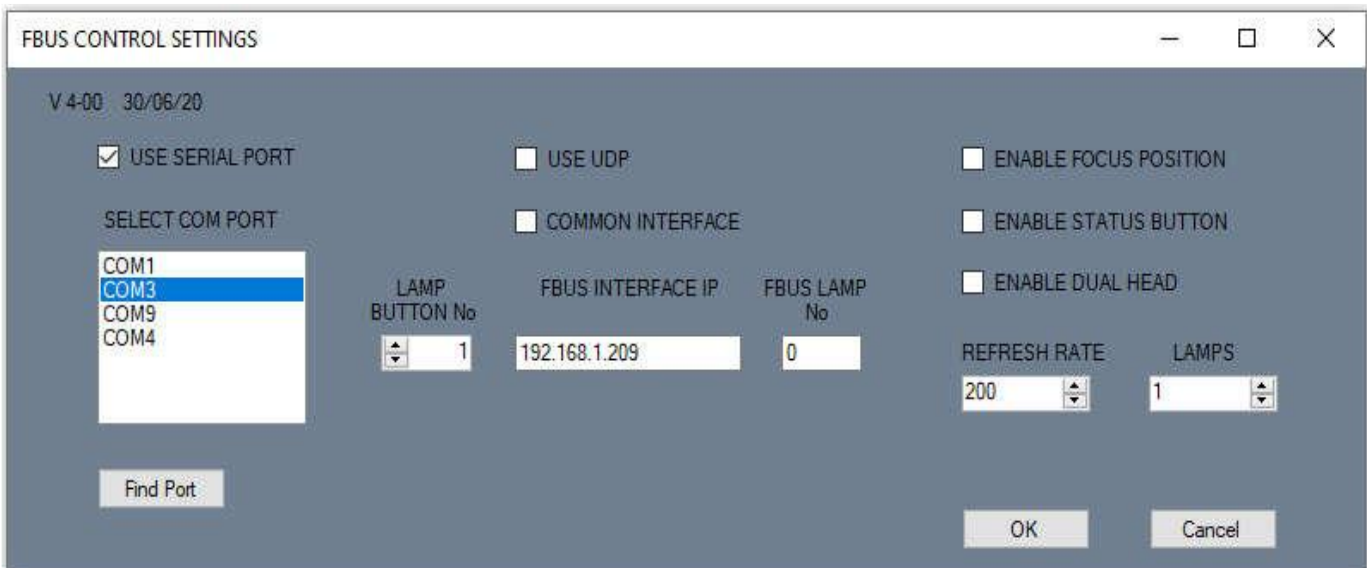 FBUS CONTROL SETTINGS
V 4-00 30/06/20
USE SERIAL PORT
USE UDP
ENABLE FOCUS POSITION
SELECT COM PORT
COMMON INTERFACE
ENABLE STATUS BUTTON
COM1
COM3
COM9
COM4
LAMP
BUTTON No
1
FBUS INTERFACE IP
192.168.1.209
FBUS LAMP
No
0
ENABLE DUAL HEAD
REFRESH RATE
200
LAMPS
1
Find Port
OK
Cancel